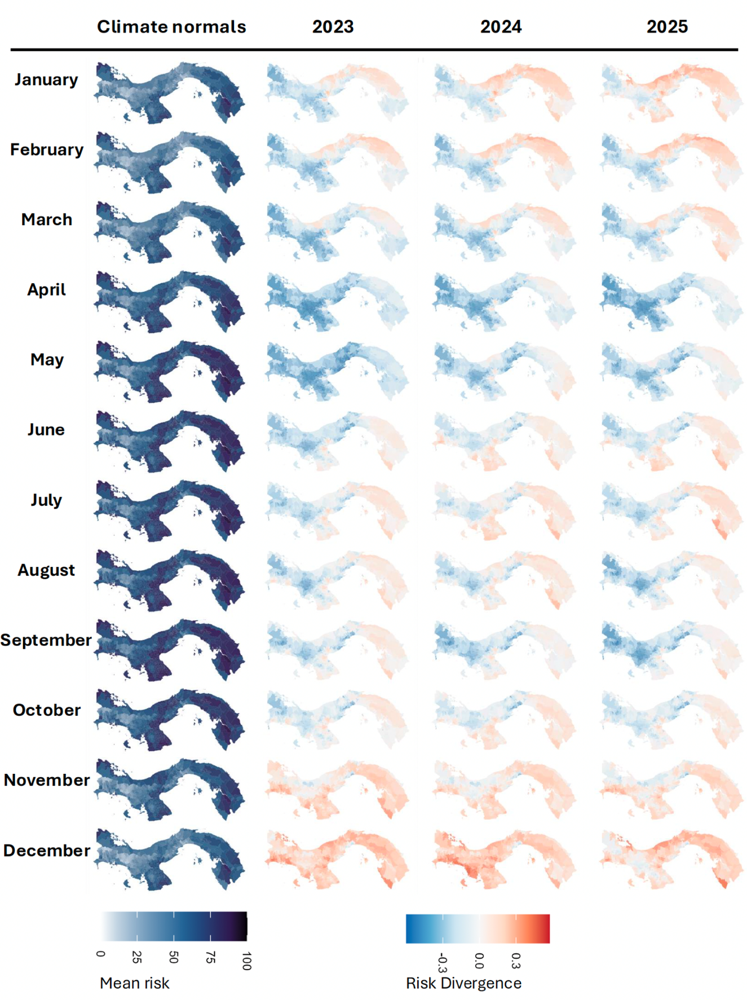 Climate normals 2023 2024 2025
January
February
March
April
May
June
July
August
September
October
November
December
0 25 50 75 100
-0.3 0.0 0.3
Mean risk
Risk Divergence